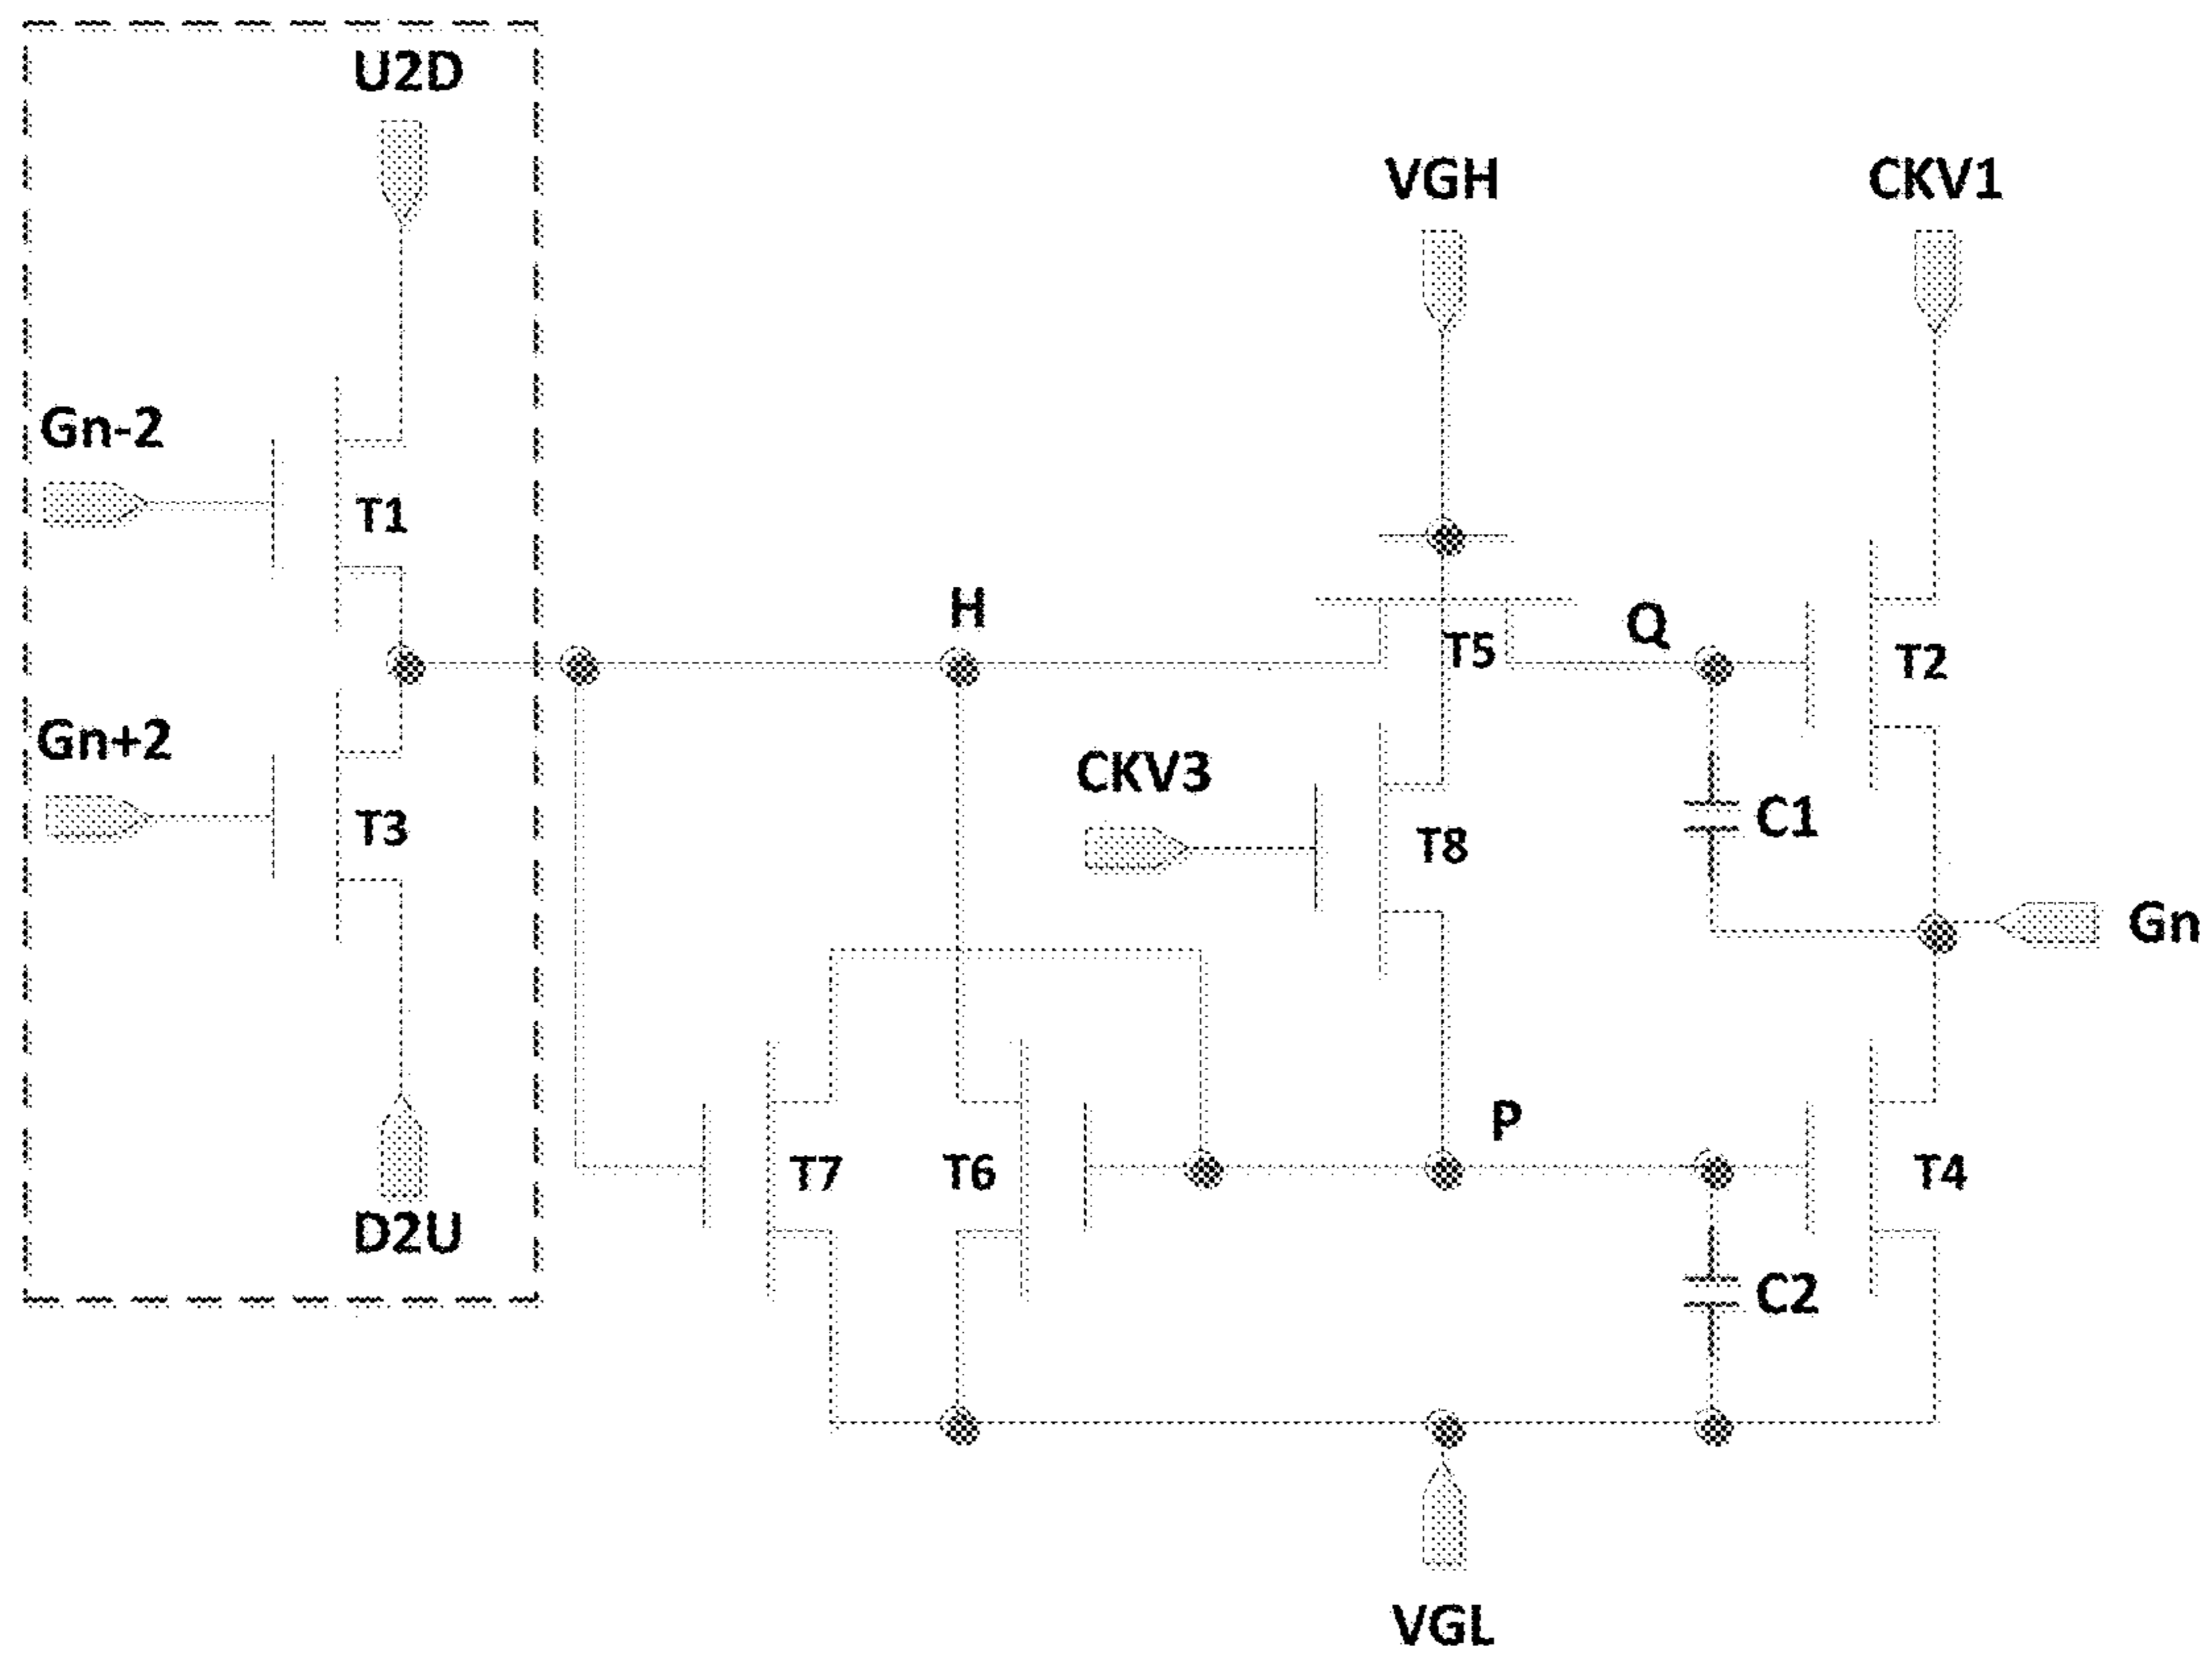 U2D
VGH
CKV1
Gn-2
T1
H
Q
T5
T2
Gn+2
CKV3
T3
T8
C1
Gn
P
T7
T6
T4
D2U
C2
VGL